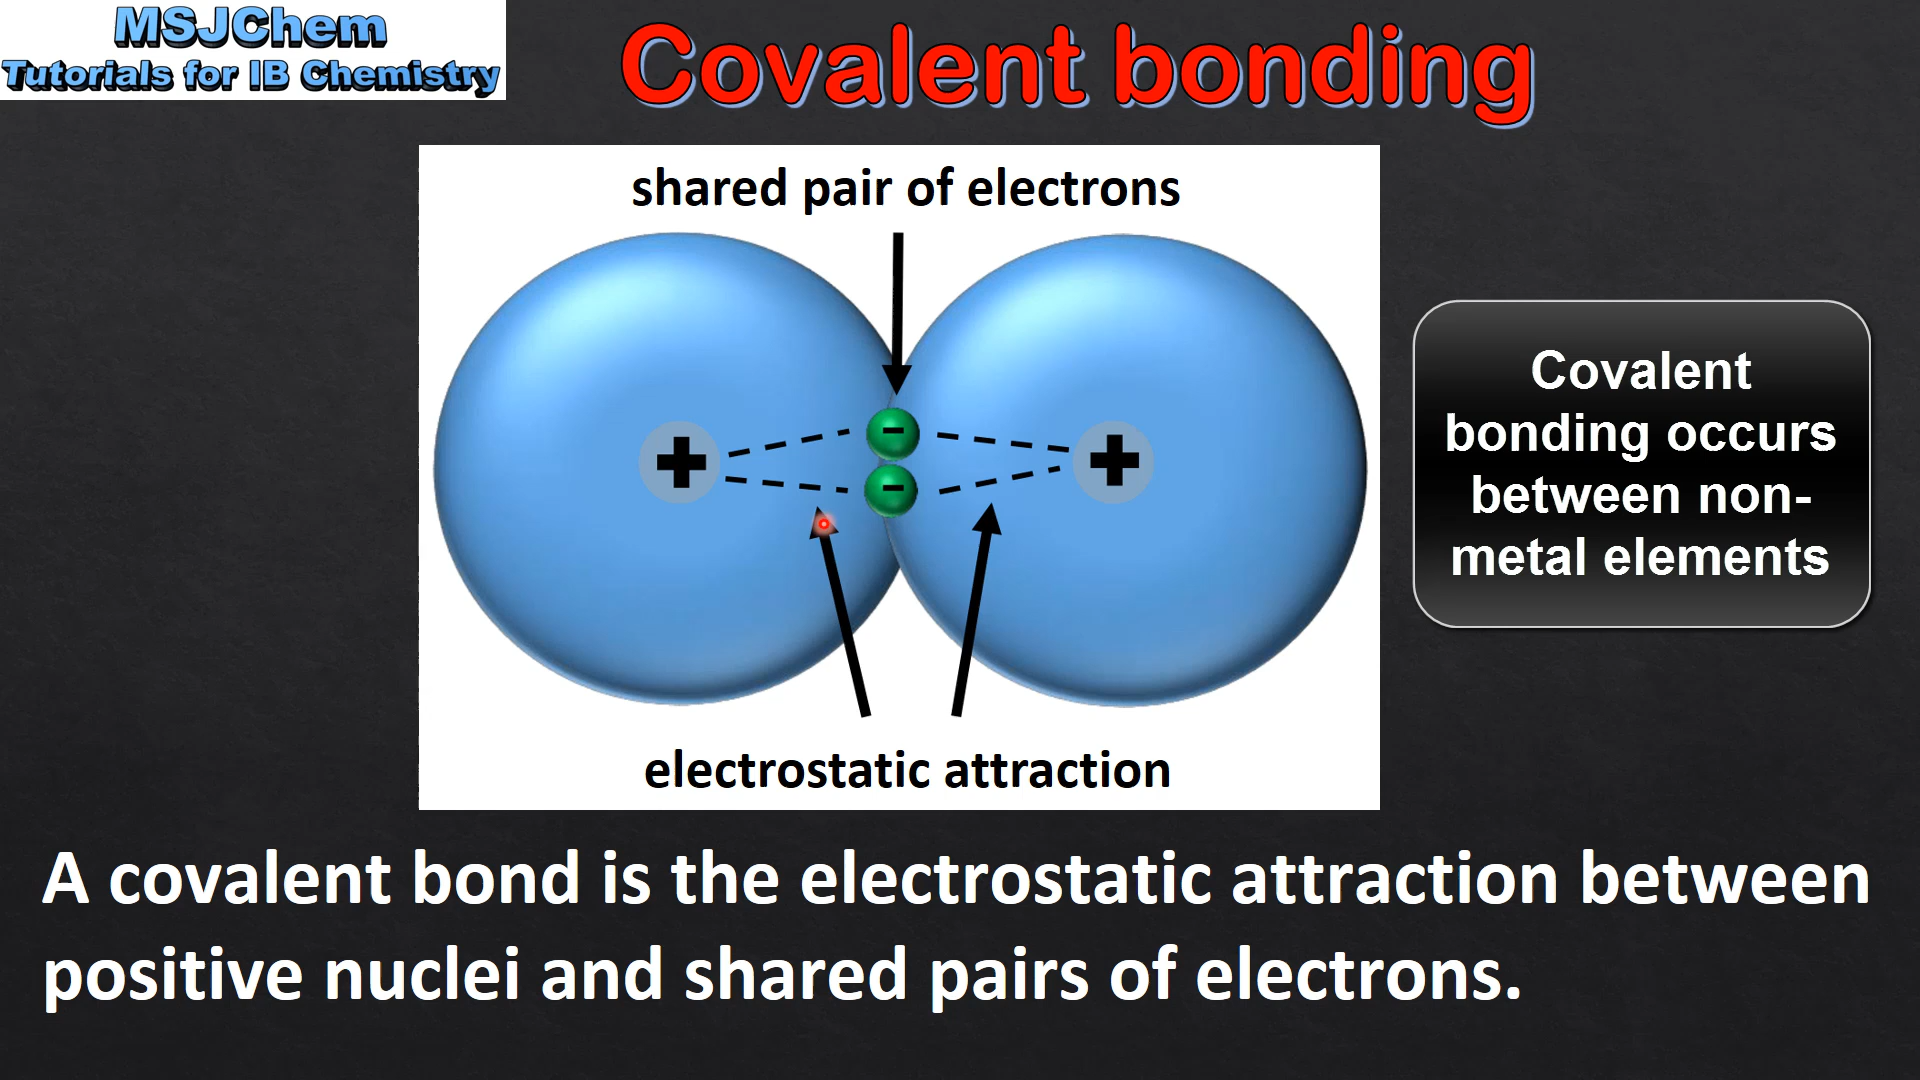 MSJChem
Tutorials for IB Chemistry
Covalent bonding
shared pair of electrons
+
-
-
+
electrostatic attraction
Covalent
bonding occurs
between non-
metal elements
A covalent bond is the electrostatic attraction between
positive nuclei and shared pairs of electrons.